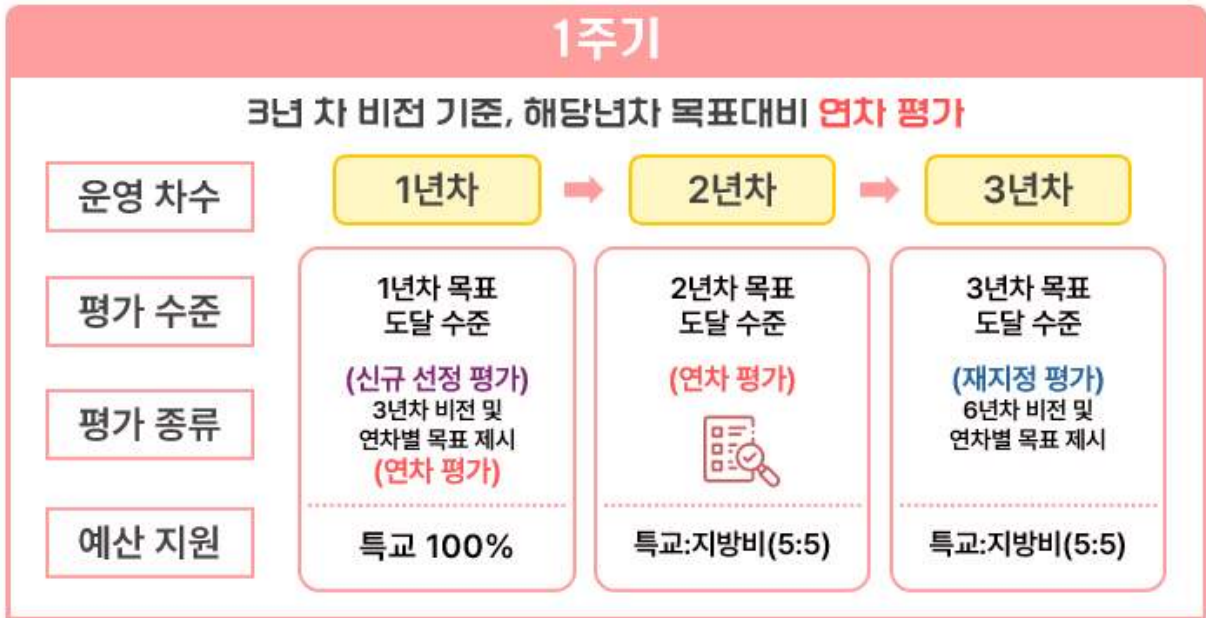 1주기
3년 차 비전 기준, 해당년차 목표대비 연차 평가
운영 차수
1년차
2년차
3년차
평가 수준
1년차 목표
도달 수준
2년차 목표
도달 수준
3년차 목표
도달 수준
평가 종류
(신규 선정 평가)
3년차 비전 및
연차별 목표 제시
(연차 평가)
(연차 평가)
(재지정 평가)
6년차 비전 및
연차별 목표 제시
예산 지원
특교 100%
특교:지방비(5:5)
특교:지방비(5:5)